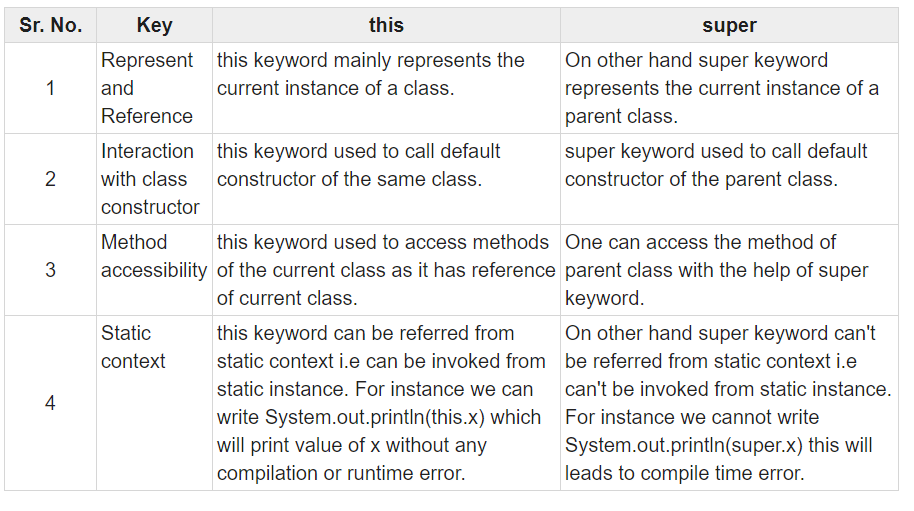 Sr. No. Key this super
1
Represent
and
Reference
this keyword mainly represents the
current instance of a class.
On other hand super keyword
represents the current instance of a
parent class.
2
Interaction
with class
constructor
this keyword used to call default
constructor of the same class.
super keyword used to call default
constructor of the parent class.
3
Method
accessibility
this keyword used to access methods
of the current class as it has reference
of current class.
One can access the method of
parent class with the help of super
keyword.
4
Static
context
this keyword can be referred from
static context i.e can be invoked from
static instance. For instance we can
write System.out.println(this.x) which
will print value of x without any
compilation or runtime error.
On other hand super keyword can't
be referred from static context i.e
can't be invoked from static instance.
For instance we cannot write
System.out.println(super.x) this will
leads to compile time error.